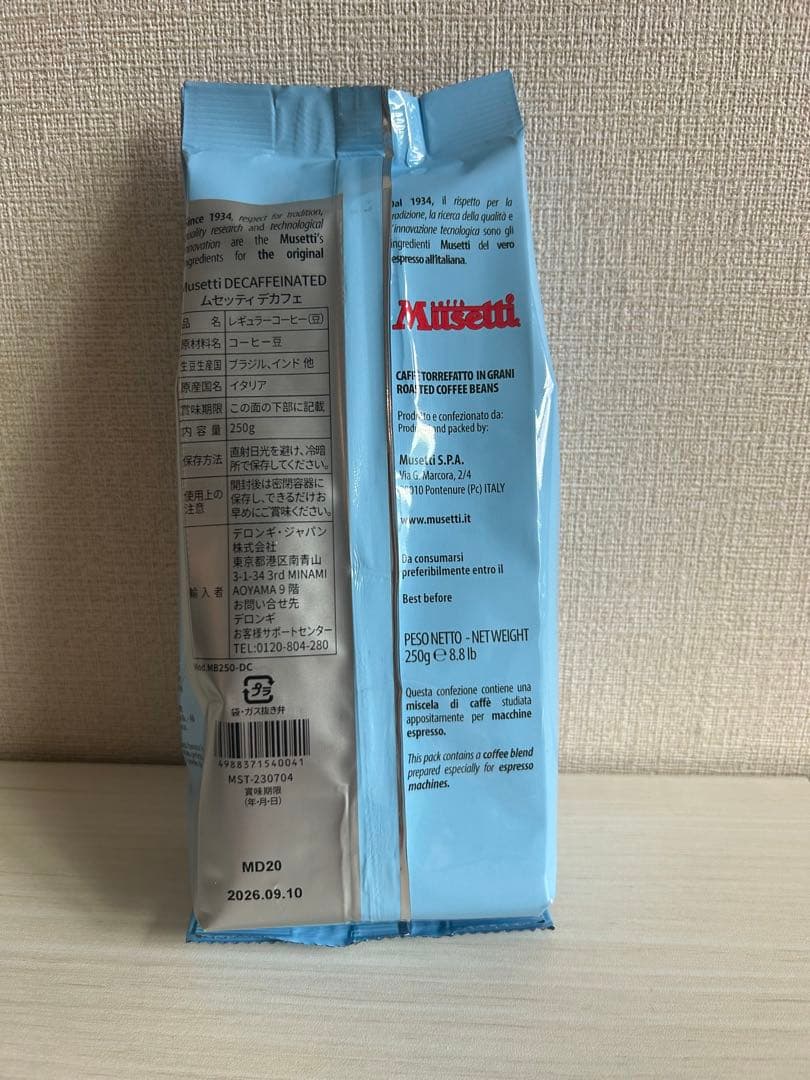 since 1934, respect for tradition,
quality research and technological
innovation are the Musetti's
ingredients for the original
Musetti DECAFFEINATED
ムセッティ デカフェ
品 名 レギュラーコーヒー(豆)
原材料名 コーヒー豆
生豆生産国 ブラジル、インド 他
原産国名 イタリア
賞味期限 この面の下部に記載
内容量 250g
保存方法 直射日光を避け、冷暗
所で保存してください。
使用上の
注意
開封後は密閉容器に
保存し、できるだけお
早めにご賞味ください。
輸入者
デロンギ・ジャパン
株式会社
東京都港区南青山
3-1-34 3rd MINAMI
AOYAMA 9 階
お問い合せ先
デロンギ
お客様サポートセンター
TEL:0120-804-280
Mod.MB250-DC
プラ
袋・ガス抜き弁
4988371540041
MST-230704
賞味期限
(年・月・日)
MD20
2026.09.10
Dal 1934, il rispetto per la
tradizione, la ricerca della qualità e
l'innovazione tecnologica sono gli
ingredienti Musetti del vero
espresso all'italiana.
Musetti
CAFFÈ TORREFATTO IN GRANI
ROASTED COFFEE BEANS
Prodotto e confezionato da:
Produced and packed by:
Musetti S.P.A.
Via G. Marcora, 2/4
29010 Pontenure (Pc) ITALY
www.musetti.it
Da consumarsi
preferibilmente entro il
Best before
PESO NETTO - NET WEIGHT
250g ℮ 8.8 lb
Questa confezione contiene una
miscela di caffè studiata
appositamente per macchine
espresso.
This pack contains a coffee blend
prepared especially for espresso
machines.